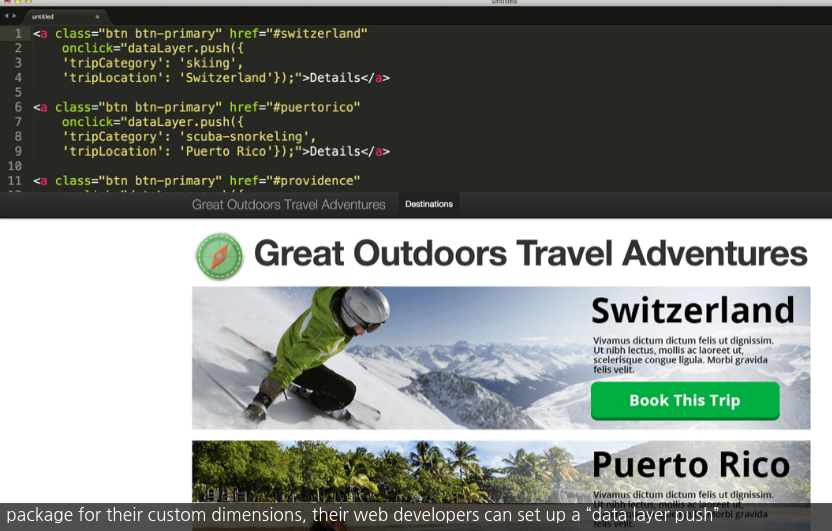 untitled
untitled
1 <a class="btn btn-primary" href="#switzerland"
2 onclick="dataLayer.push({
3 'tripCategory': 'skiing',
4 'tripLocation': 'Switzerland'});">Details</a>
5
6 <a class="btn btn-primary" href="#puertorico"
7 onclick="dataLayer.push({
8 'tripCategory': 'scuba-snorkeling',
9 'tripLocation': 'Puerto Rico'});">Details</a>
10
11 <a class="btn btn-primary" href="#providence"
Great Outdoors Travel Adventures Destinations
Great Outdoors Travel Adventures
Switzerland
Vivamus dictum dictum felis ut dignissim.
Ut nibh lectus, mollis ac laoreet ut,
scelerisque congue ligula. Morbi gravida
felis velit.
Book This Trip
Puerto Rico
Vivamus dictum dictum felis ut dignissim.
package for their custom dimensions, their web developers can set up a “data layer push”